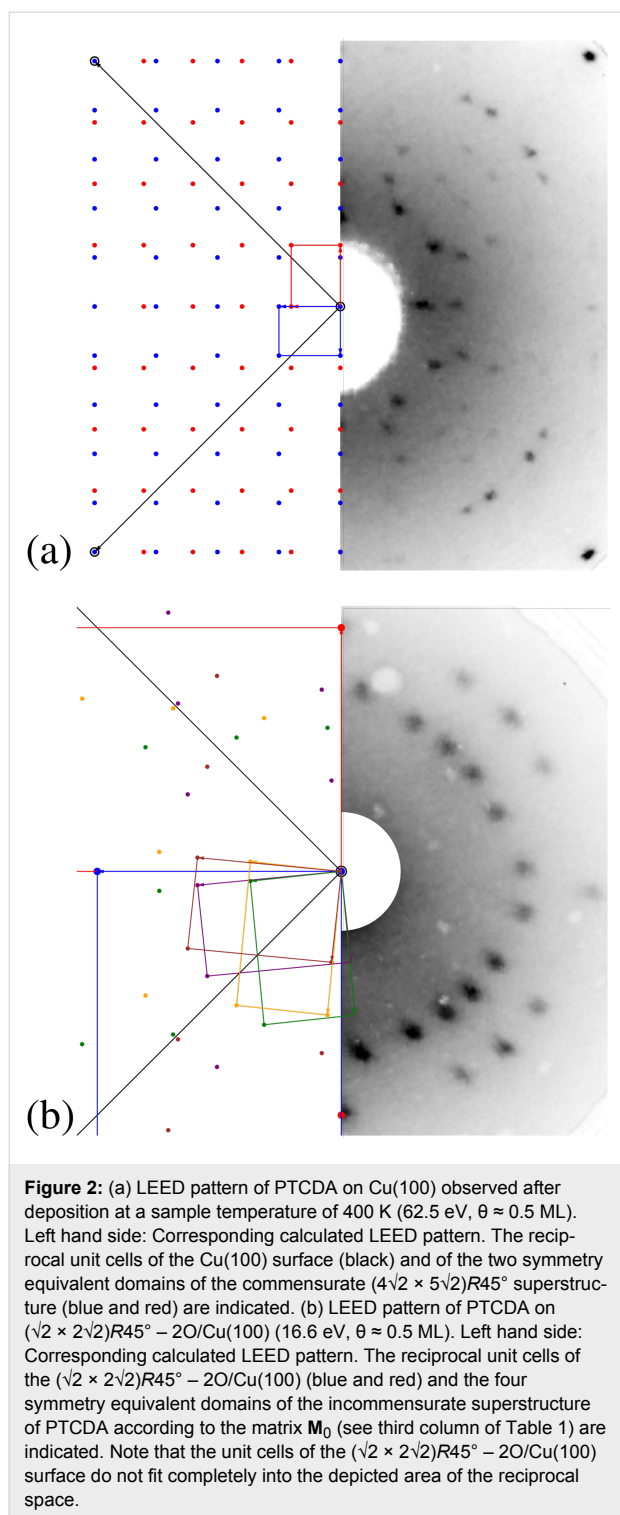 (a)
(b)
Figure 2: (a) LEED pattern of PTCDA on Cu(100) observed after
deposition at a sample temperature of 400 K (62.5 eV, θ ≈ 0.5 ML).
Left hand side: Corresponding calculated LEED pattern. The recip-
rocal unit cells of the Cu(100) surface (black) and of the two symmetry
equivalent domains of the commensurate (4√2 × 5√2)R45° superstruc-
ture (blue and red) are indicated. (b) LEED pattern of PTCDA on
(√2 × 2√2)R45° – 2O/Cu(100) (16.6 eV, θ ≈ 0.5 ML). Left hand side:
Corresponding calculated LEED pattern. The reciprocal unit cells of
the (√2 × 2√2)R45° – 2O/Cu(100) (blue and red) and the four
symmetry equivalent domains of the incommensurate superstructure
of PTCDA according to the matrix M₀ (see third column of Table 1) are
indicated. Note that the unit cells of the (√2 × 2√2)R45° – 2O/Cu(100)
surface do not fit completely into the depicted area of the reciprocal
space.